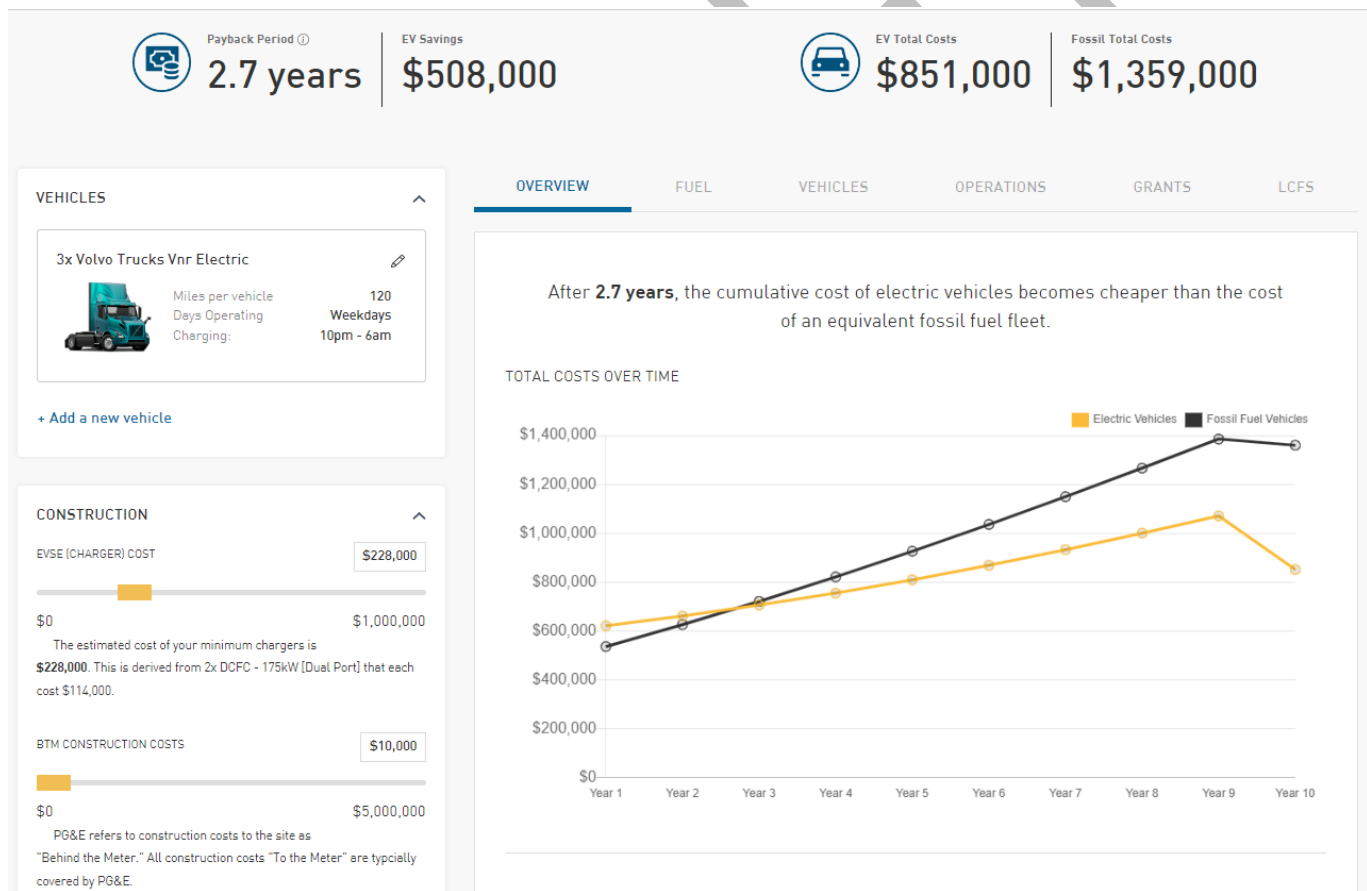 Payback Period ⓘ
2.7 years
EV Savings
$508,000
EV Total Costs
$851,000
Fossil Total Costs
$1,359,000
VEHICLES
3x Volvo Trucks Vnr Electric
Miles per vehicle 120
Days Operating Weekdays
Charging: 10pm - 6am
+ Add a new vehicle
CONSTRUCTION
EVSE (CHARGER) COST $228,000
$0 $1,000,000
The estimated cost of your minimum chargers is
$228,000. This is derived from 2x DCFC - 175kW [Dual Port] that each
cost $114,000.
BTM CONSTRUCTION COSTS $10,000
$0 $5,000,000
PG&E refers to construction costs to the site as
"Behind the Meter." All construction costs "To the Meter" are typcially
covered by PG&E.
OVERVIEW FUEL VEHICLES OPERATIONS GRANTS LCFS
After 2.7 years, the cumulative cost of electric vehicles becomes cheaper than the cost
of an equivalent fossil fuel fleet.
TOTAL COSTS OVER TIME
Electric Vehicles Fossil Fuel Vehicles
$1,400,000
$1,200,000
$1,000,000
$800,000
$600,000
$400,000
$200,000
$0
Year 1 Year 2 Year 3 Year 4 Year 5 Year 6 Year 7 Year 8 Year 9 Year 10